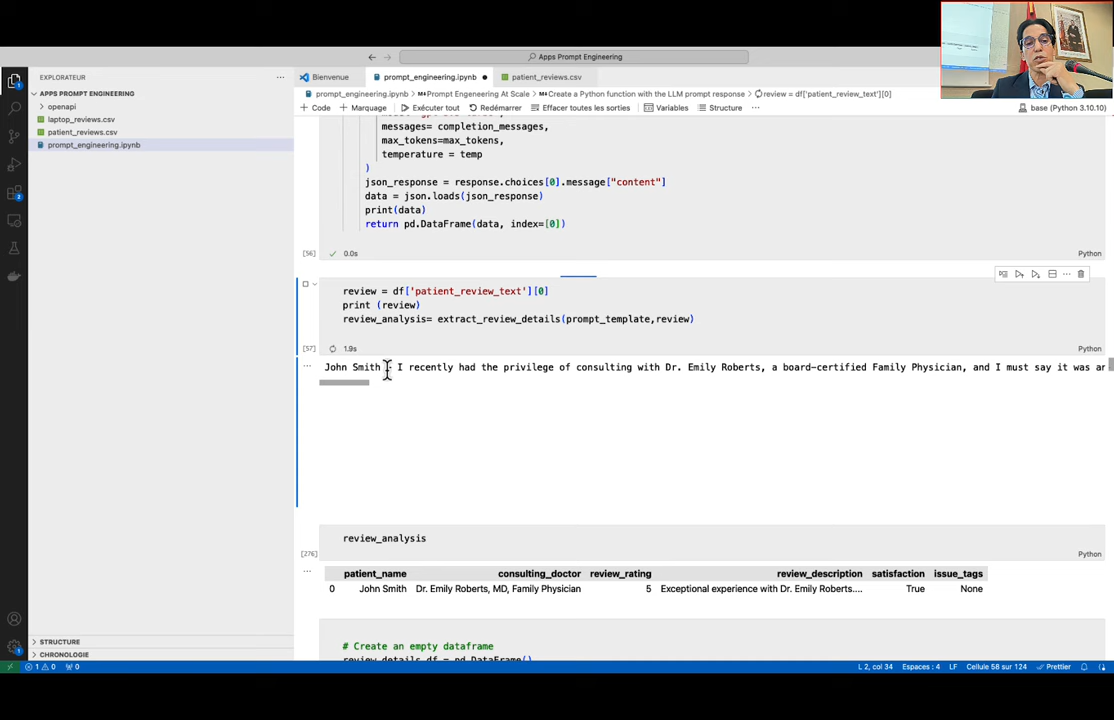 Apps Prompt Engineering
EXPLORATEUR
Bienvenue
prompt_engineering.ipynb
patient_reviews.csv
APPS PROMPT ENGINEERING
prompt_engineering.ipynb > Prompt Engeneering At Scale > Create a Python function with the LLM prompt response > review = df['patient_review_text'][0]
openapi
+ Code + Marquage Exécuter tout Redémarrer Effacer toutes les sorties Variables Structure ...
base (Python 3.10.10)
laptop_reviews.csv
patient_reviews.csv
prompt_engineering.ipynb
messages= completion_messages,
max_tokens=max_tokens,
temperature = temp
)
json_response = response.choices[0].message["content"]
data = json.loads(json_response)
print(data)
return pd.DataFrame(data, index=[0])
[56] 0.0s Python
review = df['patient_review_text'][0]
print (review)
review_analysis= extract_review_details(prompt_template,review)
[57] 1.9s Python
John Smith - I recently had the privilege of consulting with Dr. Emily Roberts, a board-certified Family Physician, and I must say it was an
review_analysis
[276] Python
patient_name consulting_doctor review_rating review_description satisfaction issue_tags
0 John Smith Dr. Emily Roberts, MD, Family Physician 5 Exceptional experience with Dr. Emily Roberts.... True None
# Create an empty dataframe
review_details_df = pd.DataFrame()
STRUCTURE
CHRONOLOGIE
1 0 0 L 2, col 34 Espaces : 4 LF Cellule 58 sur 124 Prettier